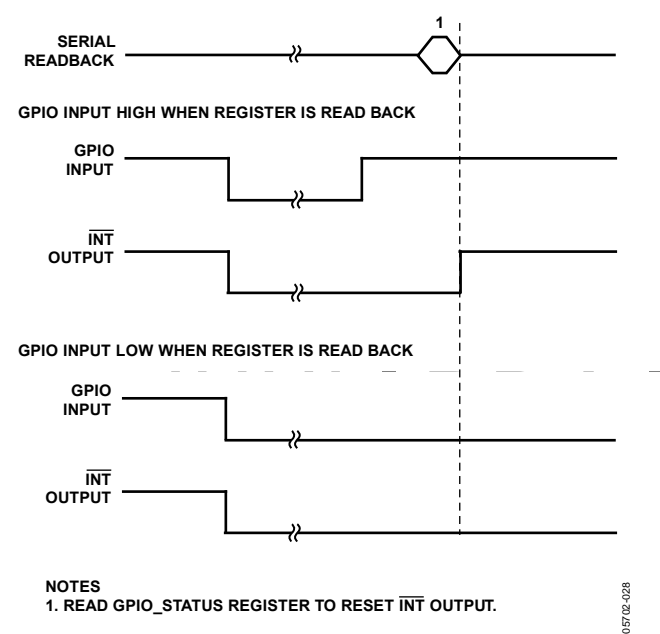 1
SERIAL
READBACK
GPIO INPUT HIGH WHEN REGISTER IS READ BACK
GPIO
INPUT
INT
OUTPUT
GPIO INPUT LOW WHEN REGISTER IS READ BACK
GPIO
INPUT
INT
OUTPUT
NOTES
1. READ GPIO_STATUS REGISTER TO RESET INT OUTPUT.
05702-028